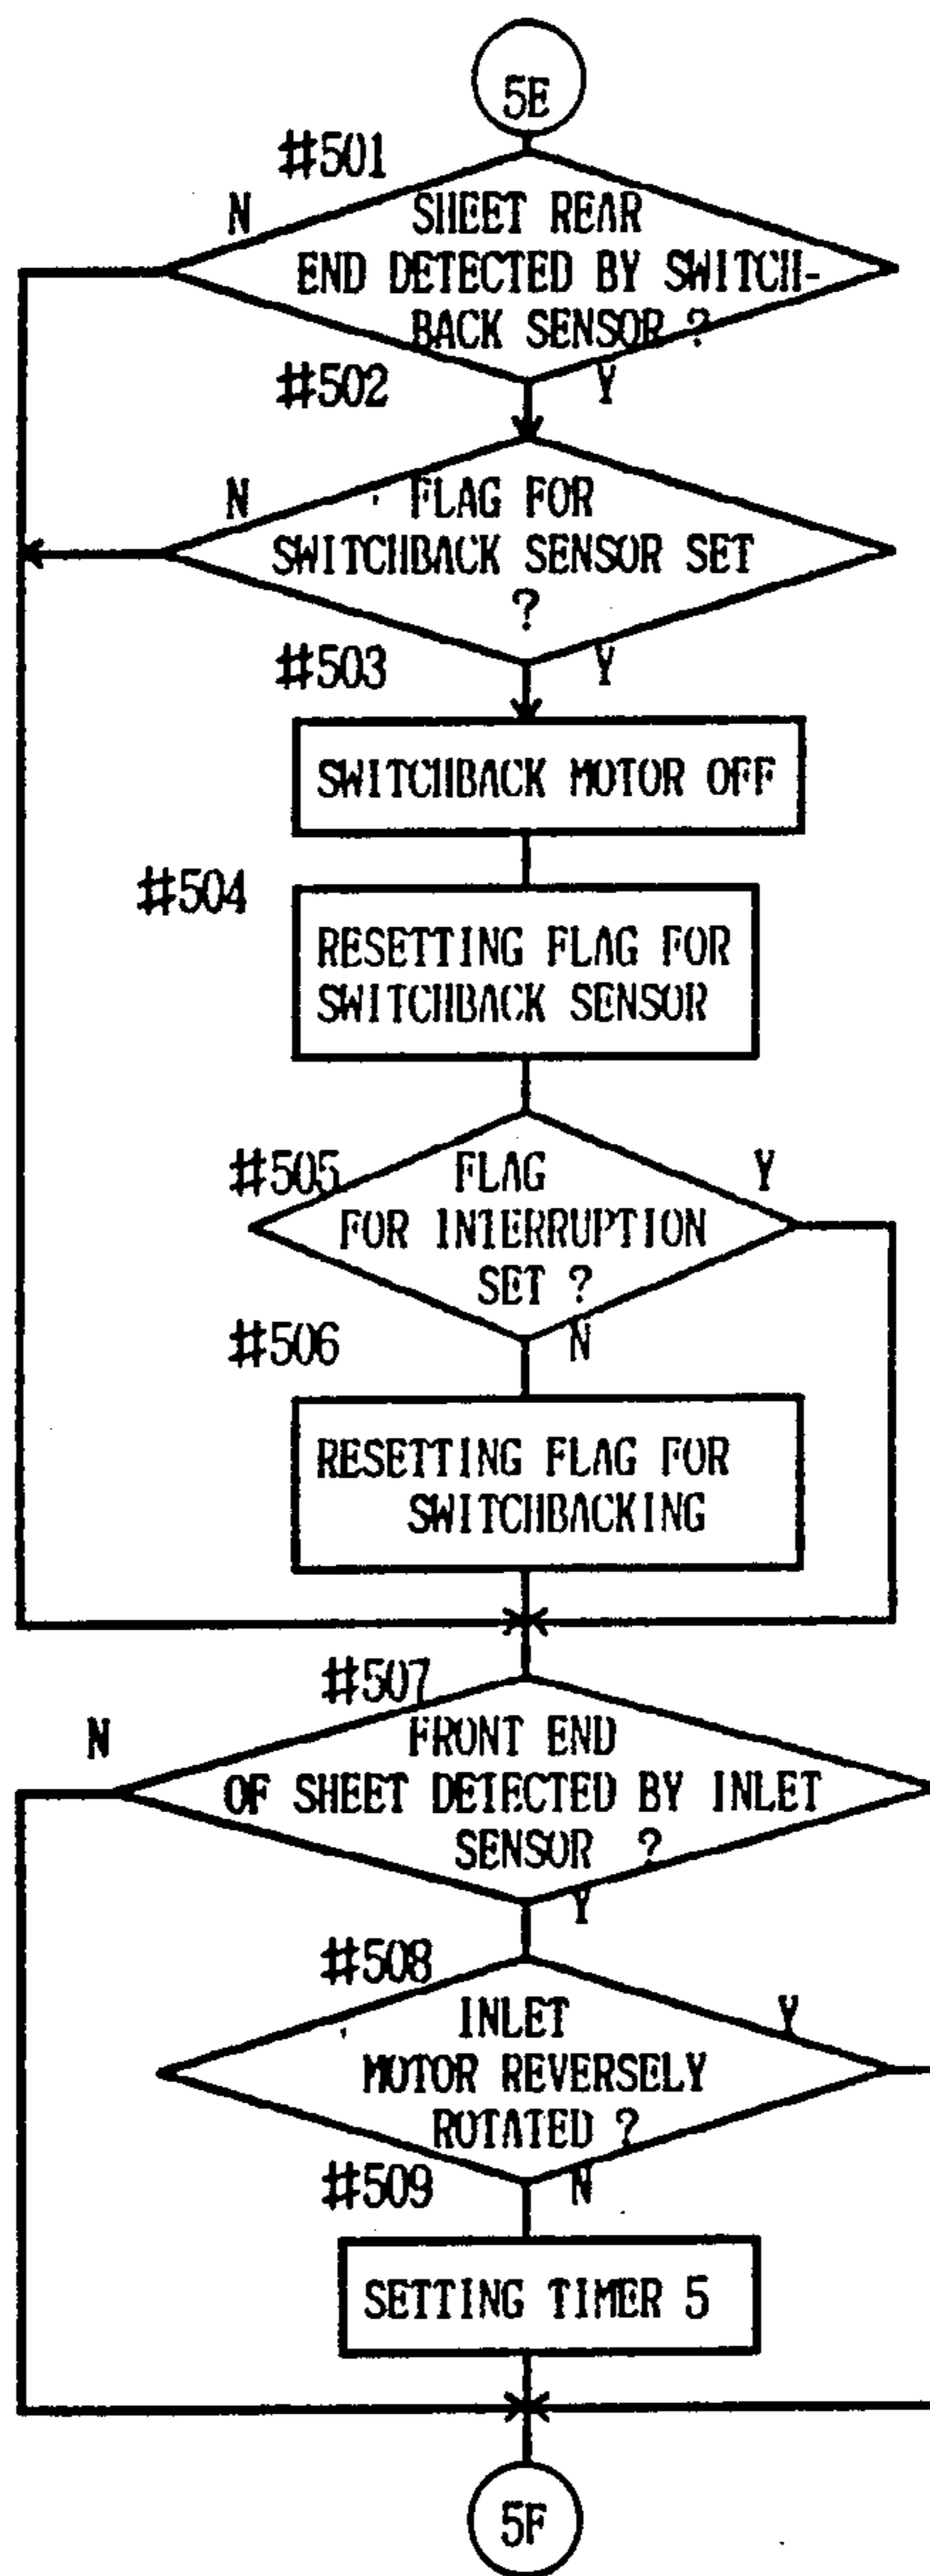 5E
#501
N
SHEET REAR
END DETECTED BY SWITCH-
BACK SENSOR ?
#502
Y
N
FLAG FOR
SWITCHBACK SENSOR SET
?
#503
Y
SWITCHBACK MOTOR OFF
#504
RESETTING FLAG FOR
SWITCHBACK SENSOR
#505
FLAG
Y
FOR INTERRUPTION
SET ?
#506
N
RESETTING FLAG FOR
SWITCHBACKING
#507
N
FRONT END
OF SHEET DETECTED BY INLET
SENSOR ?
Y
#508
INLET
Y
MOTOR REVERSELY
ROTATED ?
#509
N
SETTING TIMER 5
5F